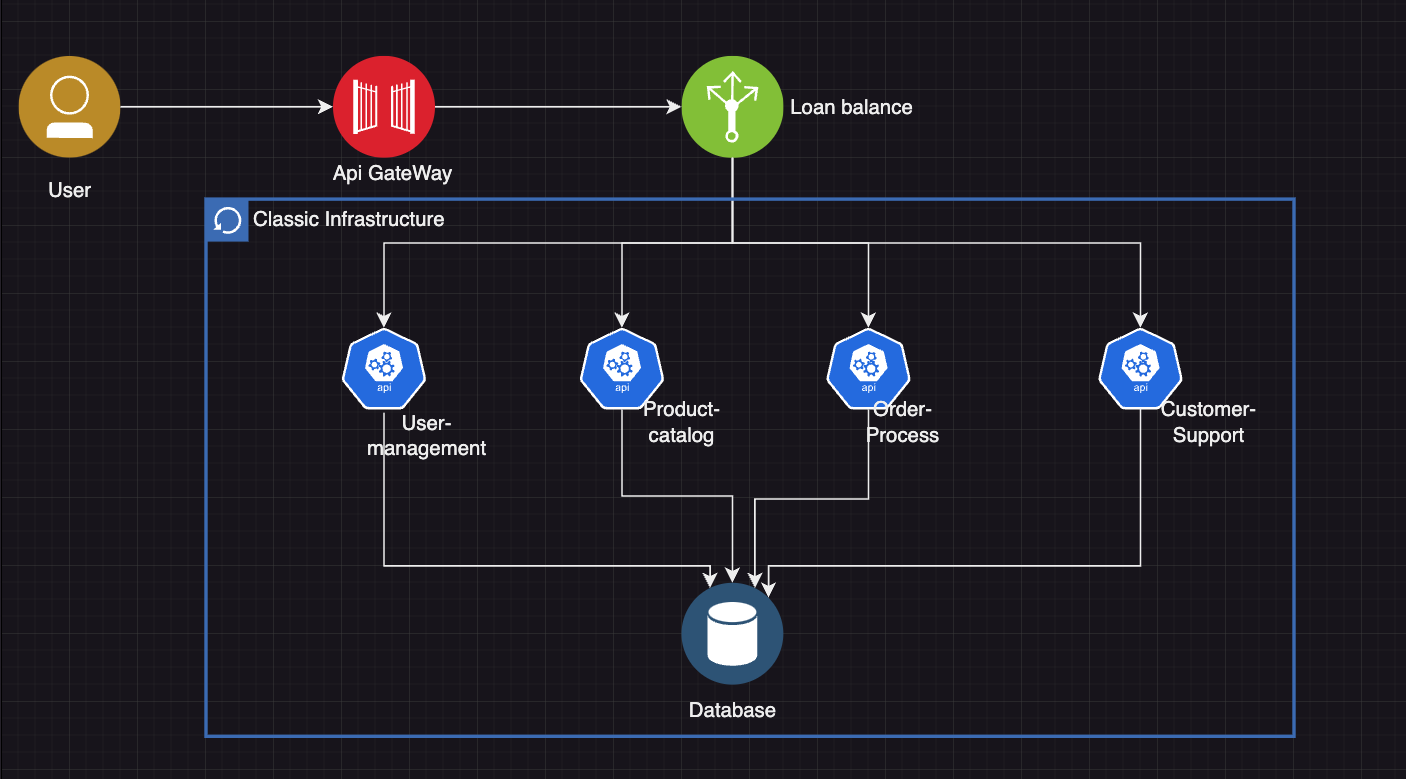 Loan balance
Api GateWay
User
Classic Infrastructure
api
api
api
api
User-
management
Product-
catalog
Order-
Process
Customer-
Support
Database